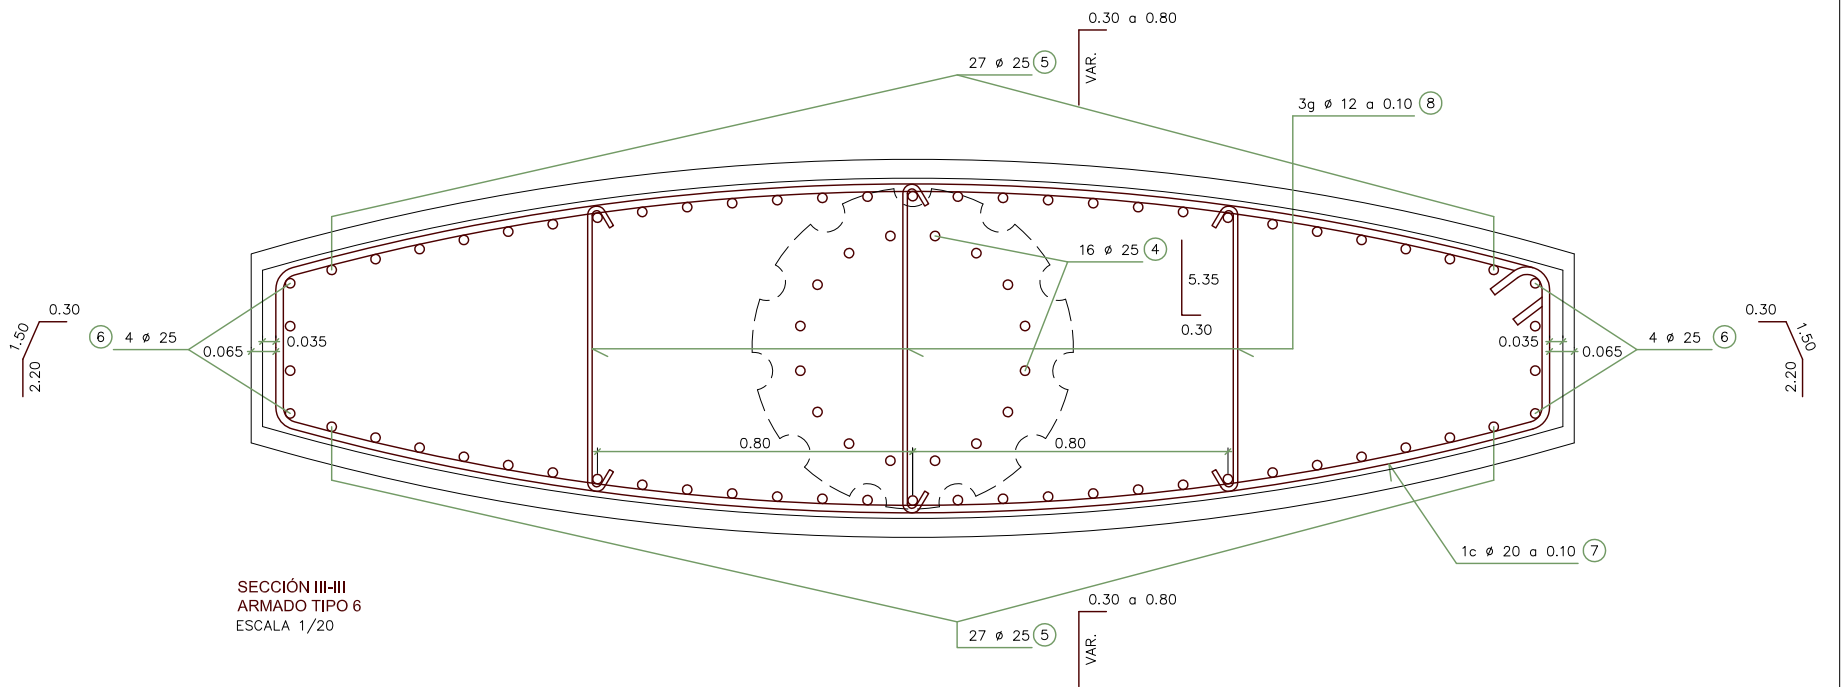 0.30 a 0.80
VAR.
27 ø 25 5
3g ø 12 a 0.10 8
16 ø 25 4
5.35
0.30
0.30
1.50
2.20
6 4 ø 25
0.065
0.035
0.30
1.50
2.20
0.035
0.065
4 ø 25 6
0.80
0.80
1c ø 20 a 0.10 7
SECCIÓN III-III
ARMADO TIPO 6
ESCALA 1/20
0.30 a 0.80
VAR.
27 ø 25 5